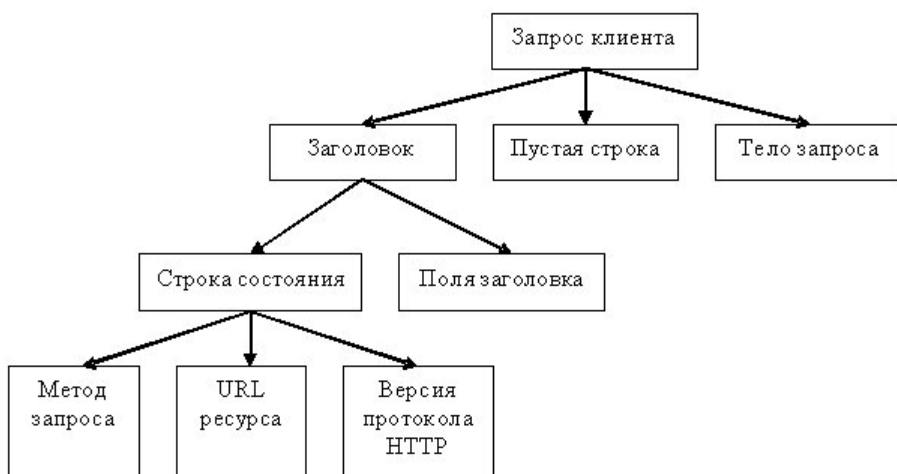 Запрос клиента
Заголовок
Пустая строка
Тело запроса
Строка состояния
Поля заголовка
Метод
запроса
URL
ресурса
Версия
протокола
HTTP